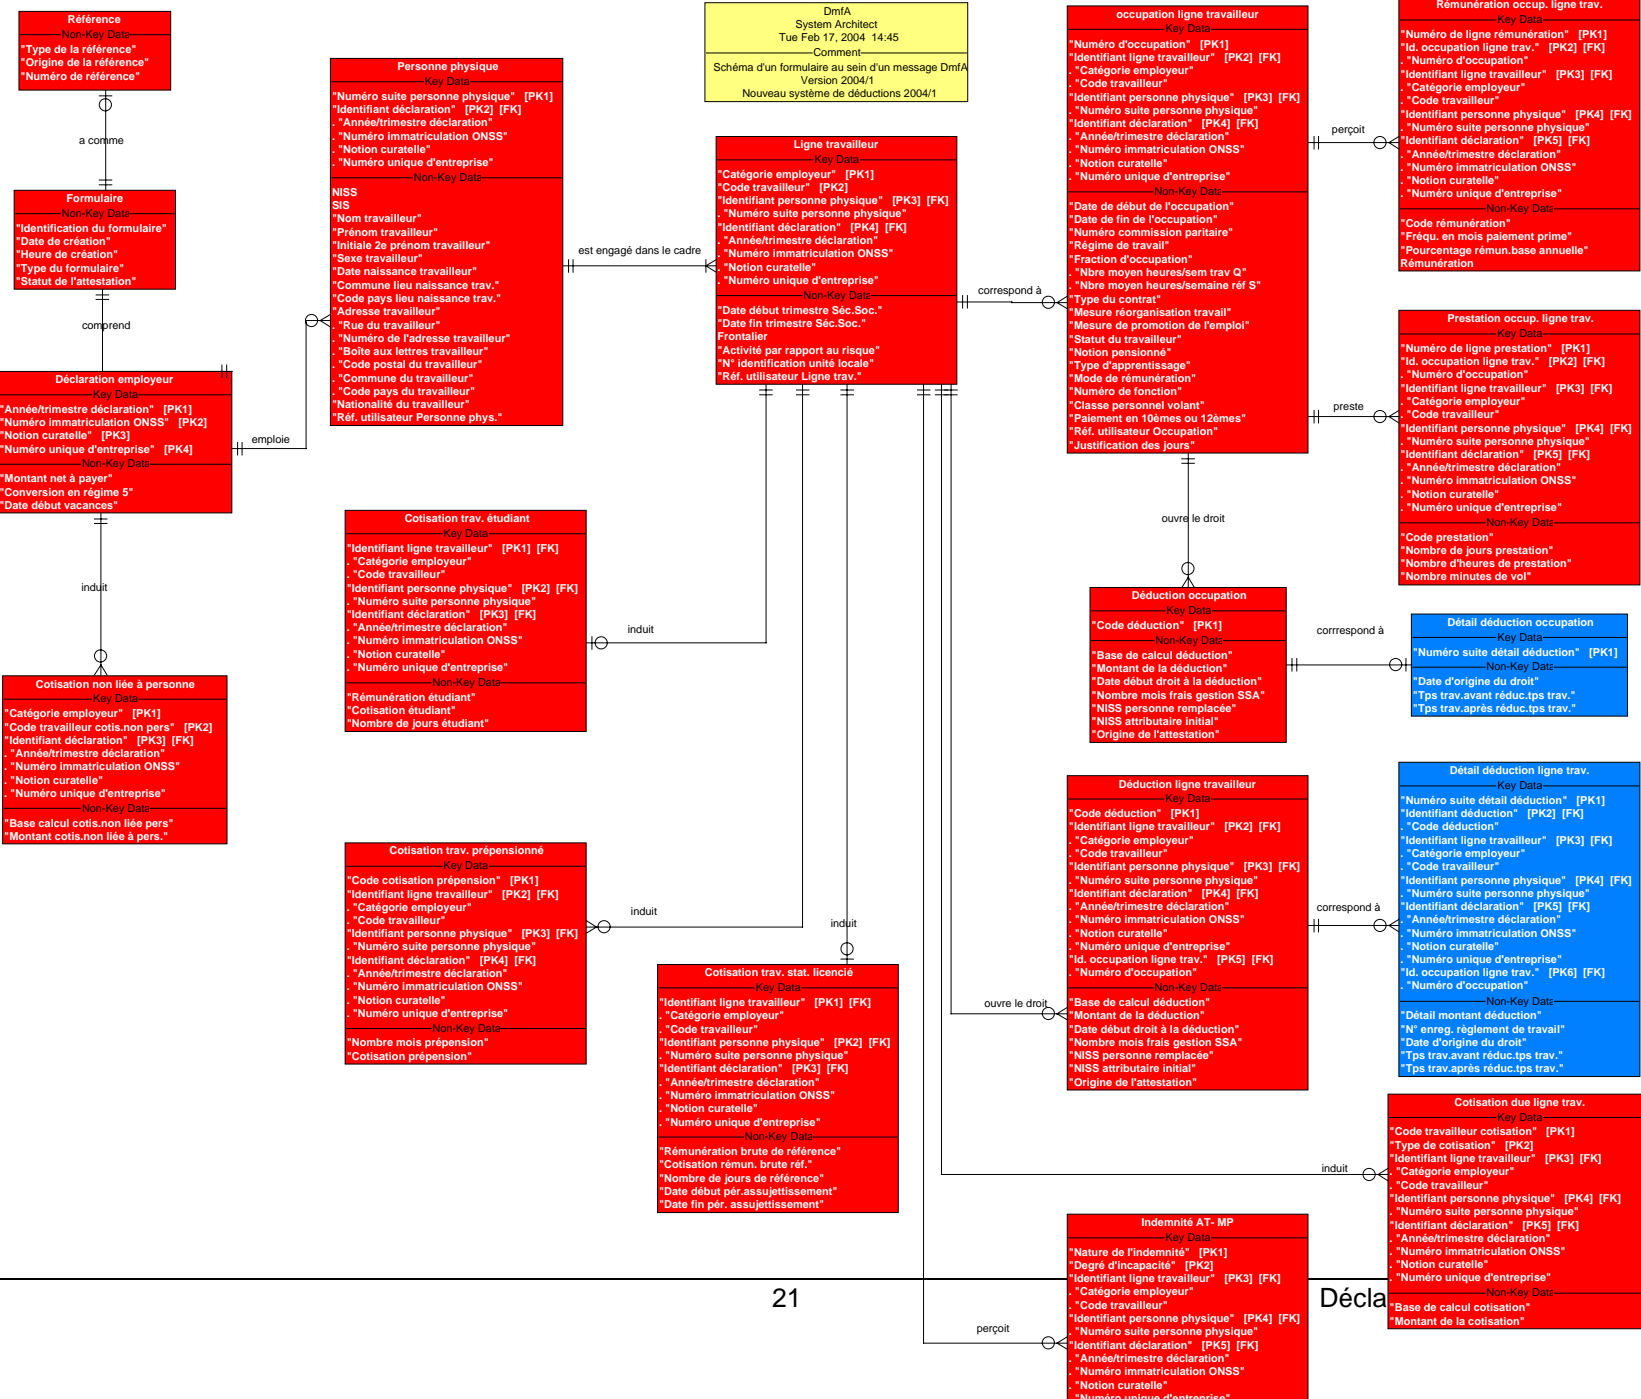 Référence
Non-Key Data
"Type de la référence"
"Origine de la référence"
"Numéro de référence"
a comme
Formulaire
Non-Key Data
"Identification du formulaire"
"Date de création"
"Heure de création"
"Type du formulaire"
"Statut de l'attestation"
comprend
Déclaration employeur
Key Data
"Année/trimestre déclaration" [PK1]
"Numéro immatriculation ONSS" [PK2]
"Notion curatelle" [PK3]
"Numéro unique d'entreprise" [PK4]
Non-Key Data
"Montant net à payer"
"Conversion en régime 5"
"Date début vacances"
emploie
induit
Cotisation non liée à personne
Key Data
"Catégorie employeur" [PK1]
"Code travailleur cotis.non pers" [PK2]
"Identifiant déclaration" [PK3] [FK]
. "Année/trimestre déclaration"
. "Numéro immatriculation ONSS"
. "Notion curatelle"
. "Numéro unique d'entreprise"
Non-Key Data
"Base calcul cotis.non liée pers"
"Montant cotis.non liée à pers."
Personne physique
Key Data
"Numéro suite personne physique" [PK1]
"Identifiant déclaration" [PK2] [FK]
. "Année/trimestre déclaration"
. "Numéro immatriculation ONSS"
. "Notion curatelle"
. "Numéro unique d'entreprise"
Non-Key Data
NISS
SIS
"Nom travailleur"
"Prénom travailleur"
"Initiale 2e prénom travailleur"
"Sexe travailleur"
"Date naissance travailleur"
"Commune lieu naissance trav."
"Code pays lieu naissance trav."
"Adresse travailleur"
. "Rue du travailleur"
. "Numéro de l'adresse travailleur"
. "Boîte aux lettres travailleur"
. "Code postal du travailleur"
. "Commune du travailleur"
. "Code pays du travailleur"
"Nationalité du travailleur"
"Réf. utilisateur Personne phys."
est engagé dans le cadre
Cotisation trav. étudiant
Key Data
"Identifiant ligne travailleur" [PK1] [FK]
. "Catégorie employeur"
. "Code travailleur"
"Identifiant personne physique" [PK2] [FK]
. "Numéro suite personne physique"
"Identifiant déclaration" [PK3] [FK]
. "Année/trimestre déclaration"
. "Numéro immatriculation ONSS"
. "Notion curatelle"
. "Numéro unique d'entreprise"
Non-Key Data
"Rémunération étudiant"
"Cotisation étudiant"
"Nombre de jours étudiant"
induit
Cotisation trav. prépensionné
Key Data
"Code cotisation prépension" [PK1]
"Identifiant ligne travailleur" [PK2] [FK]
. "Catégorie employeur"
. "Code travailleur"
"Identifiant personne physique" [PK3] [FK]
. "Numéro suite personne physique"
"Identifiant déclaration" [PK4] [FK]
. "Année/trimestre déclaration"
. "Numéro immatriculation ONSS"
. "Notion curatelle"
. "Numéro unique d'entreprise"
Non-Key Data
"Nombre mois prépension"
"Cotisation prépension"
induit
DmfA
System Architect
Tue Feb 17, 2004 14:45
Comment
Schéma d'un formulaire au sein d'un message DmfA
Version 2004/1
Nouveau système de déductions 2004/1
Ligne travailleur
Key Data
"Catégorie employeur" [PK1]
"Code travailleur" [PK2]
"Identifiant personne physique" [PK3] [FK]
. "Numéro suite personne physique"
"Identifiant déclaration" [PK4] [FK]
. "Année/trimestre déclaration"
. "Numéro immatriculation ONSS"
. "Notion curatelle"
. "Numéro unique d'entreprise"
Non-Key Data
"Date début trimestre Séc.Soc."
"Date fin trimestre Séc.Soc."
Frontalier
"Activité par rapport au risque"
"N° identification unité locale"
"Réf. utilisateur Ligne trav."
correspond à
induit
Cotisation trav. stat. licencié
Key Data
"Identifiant ligne travailleur" [PK1] [FK]
. "Catégorie employeur"
. "Code travailleur"
"Identifiant personne physique" [PK2] [FK]
. "Numéro suite personne physique"
"Identifiant déclaration" [PK3] [FK]
. "Année/trimestre déclaration"
. "Numéro immatriculation ONSS"
. "Notion curatelle"
. "Numéro unique d'entreprise"
Non-Key Data
"Rémunération brute de référence"
"Cotisation rémun. brute réf."
"Nombre de jours de référence"
"Date début pér.assujettissement"
"Date fin pér. assujettissement"
occupation ligne travailleur
Key Data
"Numéro d'occupation" [PK1]
"Identifiant ligne travailleur" [PK2] [FK]
. "Catégorie employeur"
. "Code travailleur"
"Identifiant personne physique" [PK3] [FK]
. "Numéro suite personne physique"
"Identifiant déclaration" [PK4] [FK]
. "Année/trimestre déclaration"
. "Numéro immatriculation ONSS"
. "Notion curatelle"
. "Numéro unique d'entreprise"
Non-Key Data
"Date de début de l'occupation"
"Date de fin de l'occupation"
"Numéro commission paritaire"
"Régime de travail"
"Fraction d'occupation"
. "Nbre moyen heures/sem trav Q"
. "Nbre moyen heures/semaine réf S"
"Type du contrat"
"Mesure réorganisation travail"
"Mesure de promotion de l'emploi"
"Statut du travailleur"
"Notion pensionné"
"Type d'apprentissage"
"Mode de rémunération"
"Numéro de fonction"
"Classe personnel volant"
"Paiement en 10èmes ou 12èmes"
"Réf. utilisateur Occupation"
"Justification des jours"
perçoit
preste
ouvre le droit
Rémunération occup. ligne trav.
Key Data
"Numéro de ligne rémunération" [PK1]
"Id. occupation ligne trav." [PK2] [FK]
. "Numéro d'occupation"
"Identifiant ligne travailleur" [PK3] [FK]
. "Catégorie employeur"
. "Code travailleur"
"Identifiant personne physique" [PK4] [FK]
. "Numéro suite personne physique"
"Identifiant déclaration" [PK5] [FK]
. "Année/trimestre déclaration"
. "Numéro immatriculation ONSS"
. "Notion curatelle"
. "Numéro unique d'entreprise"
Non-Key Data
"Code rémunération"
"Fréqu. en mois paiement prime"
"Pourcentage rémun.base annuelle"
Rémunération
Prestation occup. ligne trav.
Key Data
"Numéro de ligne prestation" [PK1]
"Id. occupation ligne trav." [PK2] [FK]
. "Numéro d'occupation"
"Identifiant ligne travailleur" [PK3] [FK]
. "Catégorie employeur"
. "Code travailleur"
"Identifiant personne physique" [PK4] [FK]
. "Numéro suite personne physique"
"Identifiant déclaration" [PK5] [FK]
. "Année/trimestre déclaration"
. "Numéro immatriculation ONSS"
. "Notion curatelle"
. "Numéro unique d'entreprise"
Non-Key Data
"Code prestation"
"Nombre de jours prestation"
"Nombre d'heures de prestation"
"Nombre minutes de vol"
Déduction occupation
Key Data
"Code déduction" [PK1]
Non-Key Data
"Base de calcul déduction"
"Montant de la déduction"
"Date début droit à la déduction"
"Nombre mois frais gestion SSA"
"NISS personne remplacée"
"NISS attributaire initial"
"Origine de l'attestation"
corrrespond à
Détail déduction occupation
Key Data
"Numéro suite détail déduction" [PK1]
Non-Key Data
"Date d'origine du droit"
"Tps trav.avant réduc.tps trav."
"Tps trav.après réduc.tps trav."
Déduction ligne travailleur
Key Data
"Code déduction" [PK1]
"Identifiant ligne travailleur" [PK2] [FK]
. "Catégorie employeur"
. "Code travailleur"
"Identifiant personne physique" [PK3] [FK]
. "Numéro suite personne physique"
"Identifiant déclaration" [PK4] [FK]
. "Année/trimestre déclaration"
. "Numéro immatriculation ONSS"
. "Notion curatelle"
. "Numéro unique d'entreprise"
"Id. occupation ligne trav." [PK5] [FK]
. "Numéro d'occupation"
Non-Key Data
"Base de calcul déduction"
"Montant de la déduction"
"Date début droit à la déduction"
"Nombre mois frais gestion SSA"
"NISS personne remplacée"
"NISS attributaire initial"
"Origine de l'attestation"
ouvre le droit
correspond à
Détail déduction ligne trav.
Key Data
"Numéro suite détail déduction" [PK1]
"Identifiant déduction" [PK2] [FK]
. "Code déduction"
"Identifiant ligne travailleur" [PK3] [FK]
. "Catégorie employeur"
. "Code travailleur"
"Identifiant personne physique" [PK4] [FK]
. "Numéro suite personne physique"
"Identifiant déclaration" [PK5] [FK]
. "Année/trimestre déclaration"
. "Numéro immatriculation ONSS"
. "Notion curatelle"
. "Numéro unique d'entreprise"
"Id. occupation ligne trav." [PK6] [FK]
. "Numéro d'occupation"
Non-Key Data
"Détail montant déduction"
"N° enreg. règlement de travail"
"Date d'origine du droit"
"Tps trav.avant réduc.tps trav."
"Tps trav.après réduc.tps trav."
induit
Cotisation due ligne trav.
Key Data
"Code travailleur cotisation" [PK1]
"Type de cotisation" [PK2]
"Identifiant ligne travailleur" [PK3] [FK]
. "Catégorie employeur"
. "Code travailleur"
"Identifiant personne physique" [PK4] [FK]
. "Numéro suite personne physique"
"Identifiant déclaration" [PK5] [FK]
. "Année/trimestre déclaration"
. "Numéro immatriculation ONSS"
. "Notion curatelle"
. "Numéro unique d'entreprise"
Non-Key Data
"Base de calcul cotisation"
"Montant de la cotisation"
perçoit
Indemnité AT- MP
Key Data
"Nature de l'indemnité" [PK1]
"Degré d'incapacité" [PK2]
"Identifiant ligne travailleur" [PK3] [FK]
. "Catégorie employeur"
. "Code travailleur"
"Identifiant personne physique" [PK4] [FK]
. "Numéro suite personne physique"
"Identifiant déclaration" [PK5] [FK]
. "Année/trimestre déclaration"
. "Numéro immatriculation ONSS"
. "Notion curatelle"
. "Numéro unique d'entreprise"
21
Décla